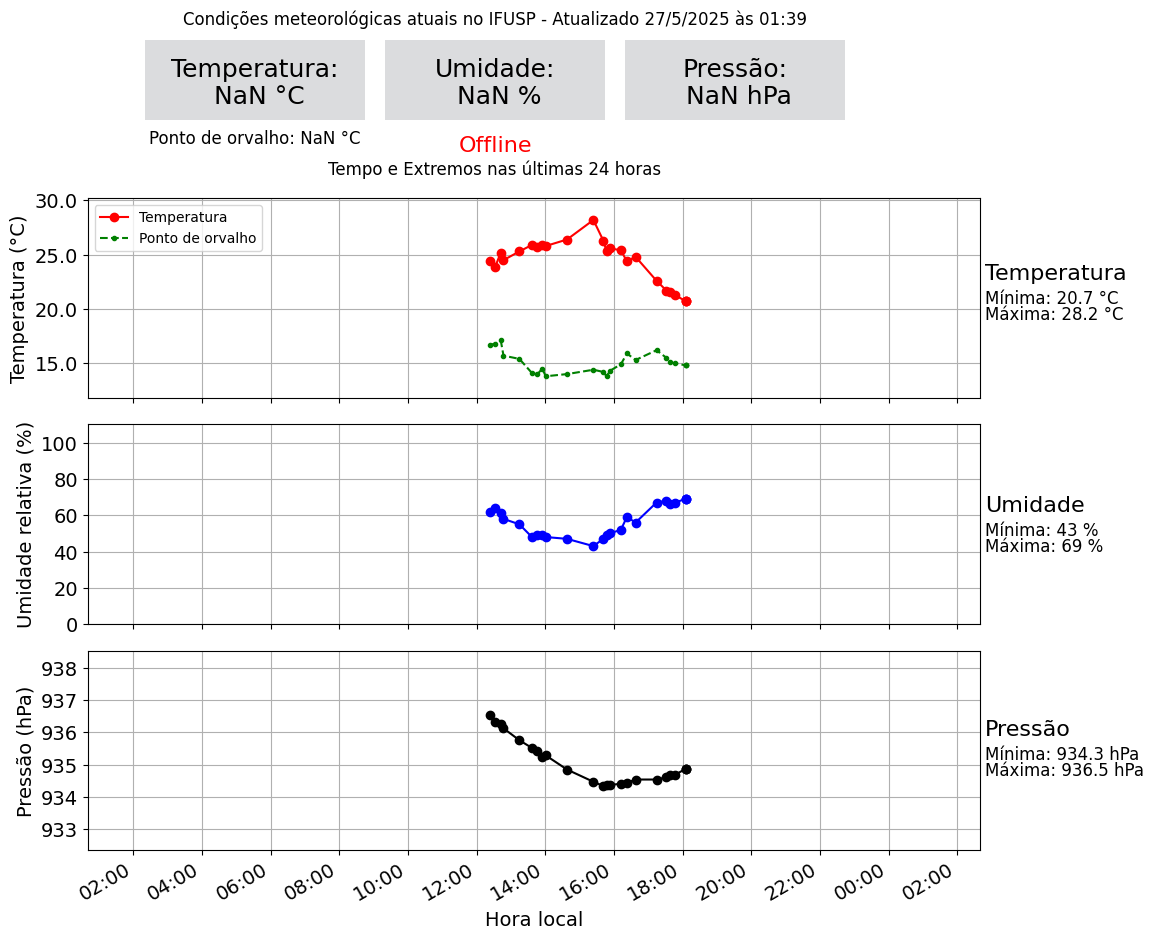 Condições meteorológicas atuais no IFUSP - Atualizado 27/5/2025 às 01:39
Temperatura:
NaN °C
Umidade:
NaN %
Pressão:
NaN hPa
Ponto de orvalho: NaN °C
Offline
Tempo e Extremos nas últimas 24 horas
Temperatura (°C)
30.0
25.0
20.0
15.0
Temperatura
Ponto de orvalho
Temperatura
Mínima: 20.7 °C
Máxima: 28.2 °C
Umidade relativa (%)
100
80
60
40
20
0
Umidade
Mínima: 43 %
Máxima: 69 %
Pressão (hPa)
938
937
936
935
934
933
Pressão
Mínima: 934.3 hPa
Máxima: 936.5 hPa
02:00 04:00 06:00 08:00 10:00 12:00 14:00 16:00 18:00 20:00 22:00 00:00 02:00
Hora local